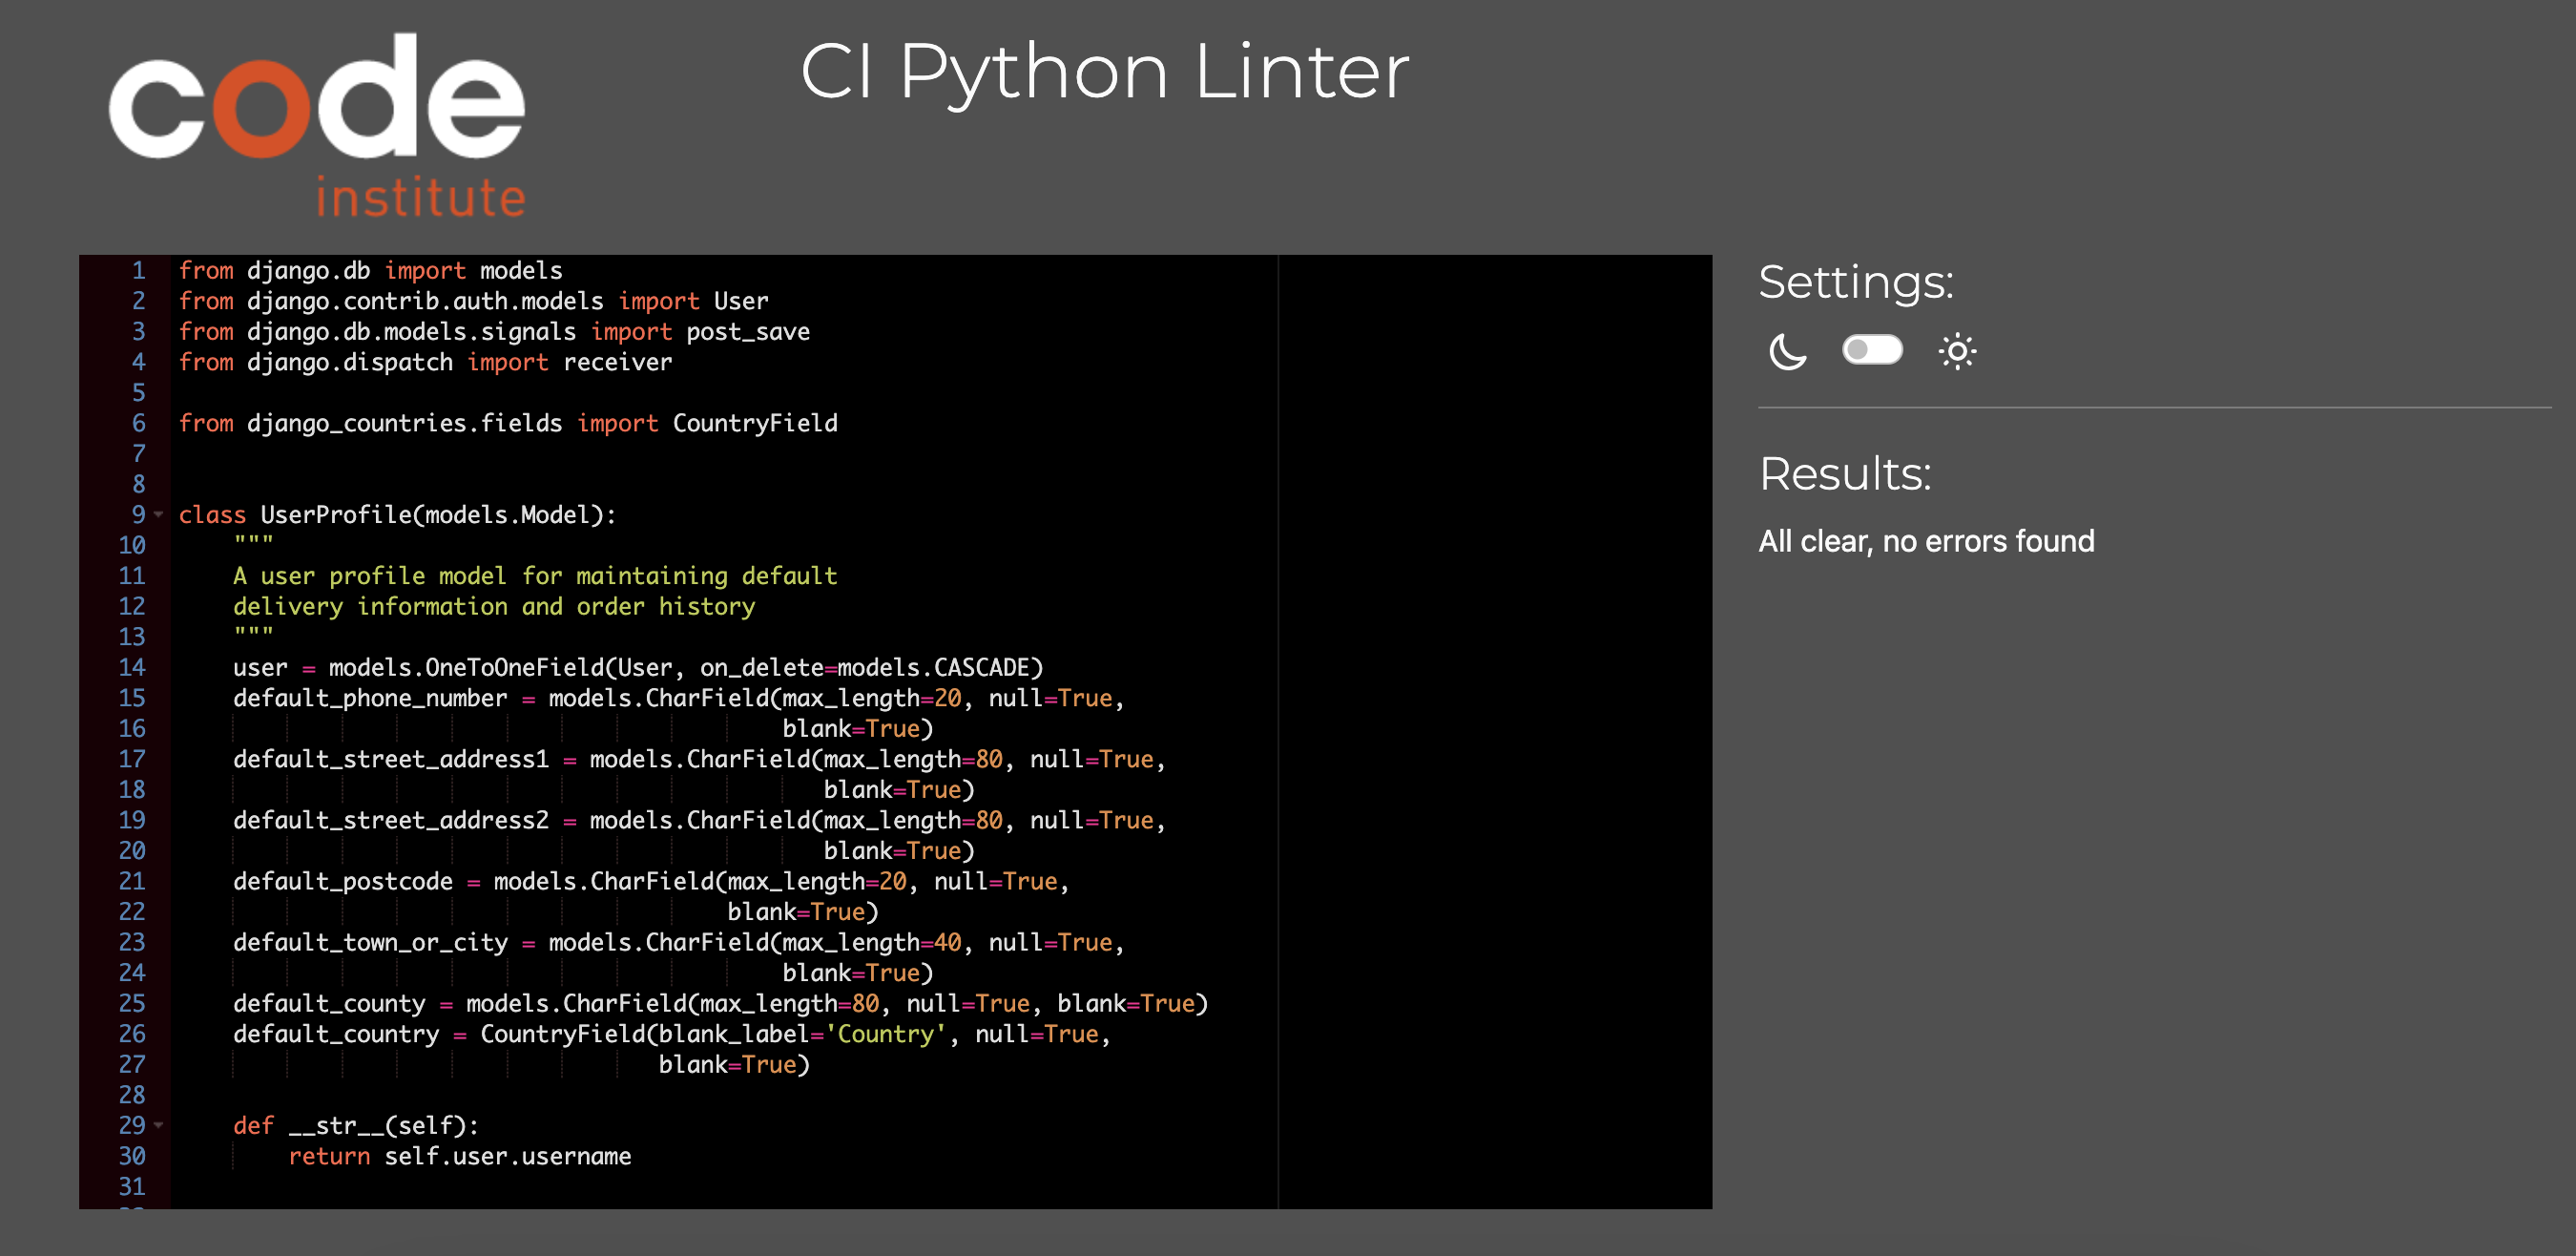 code
institute
CI Python Linter
1 from django.db import models
2 from django.contrib.auth.models import User
3 from django.db.models.signals import post_save
4 from django.dispatch import receiver
5
6 from django_countries.fields import CountryField
7
8
9 class UserProfile(models.Model):
10     """
11     A user profile model for maintaining default
12     delivery information and order history
13     """
14     user = models.OneToOneField(User, on_delete=models.CASCADE)
15     default_phone_number = models.CharField(max_length=20, null=True,
16                                             blank=True)
17     default_street_address1 = models.CharField(max_length=80, null=True,
18                                                blank=True)
19     default_street_address2 = models.CharField(max_length=80, null=True,
20                                                blank=True)
21     default_postcode = models.CharField(max_length=20, null=True,
22                                         blank=True)
23     default_town_or_city = models.CharField(max_length=40, null=True,
24                                             blank=True)
25     default_county = models.CharField(max_length=80, null=True, blank=True)
26     default_country = CountryField(blank_label='Country', null=True,
27                                    blank=True)
28
29     def __str__(self):
30         return self.user.username
31
Settings:
Results:
All clear, no errors found